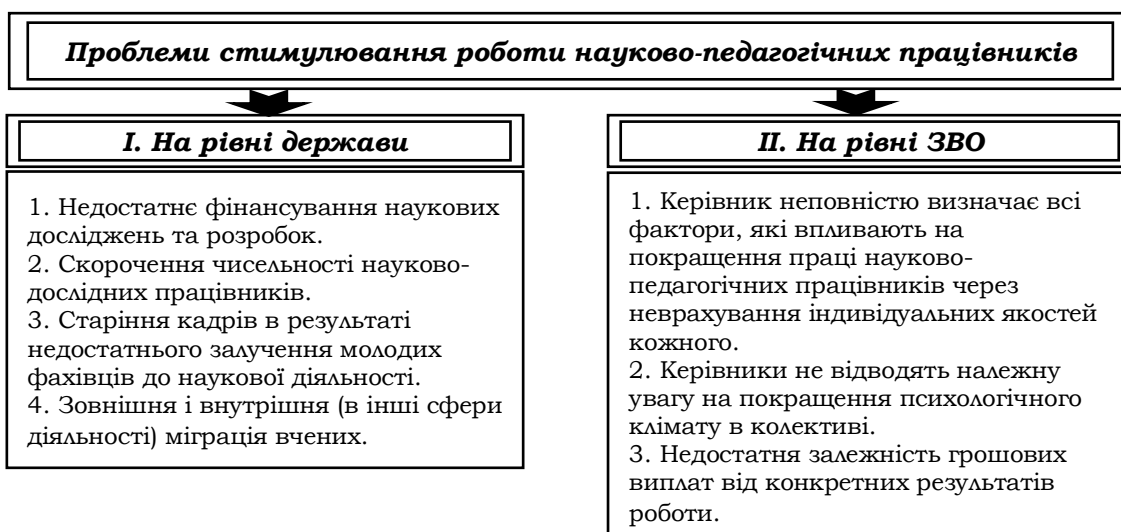 Проблеми стимулювання роботи науково-педагогічних працівників
І. На рівні держави
1. Недостатнє фінансування наукових
досліджень та розробок.
2. Скорочення чисельності науково-
дослідних працівників.
3. Старіння кадрів в результаті
недостатнього залучення молодих
фахівців до наукової діяльності.
4. Зовнішня і внутрішня (в інші сфери
діяльності) міграція вчених.
ІІ. На рівні ЗВО
1. Керівник неповністю визначає всі
фактори, які впливають на
покращення праці науково-
педагогічних працівників через
неврахування індивідуальних якостей
кожного.
2. Керівники не відводять належну
увагу на покращення психологічного
клімату в колективі.
3. Недостатня залежність грошових
виплат від конкретних результатів
роботи.